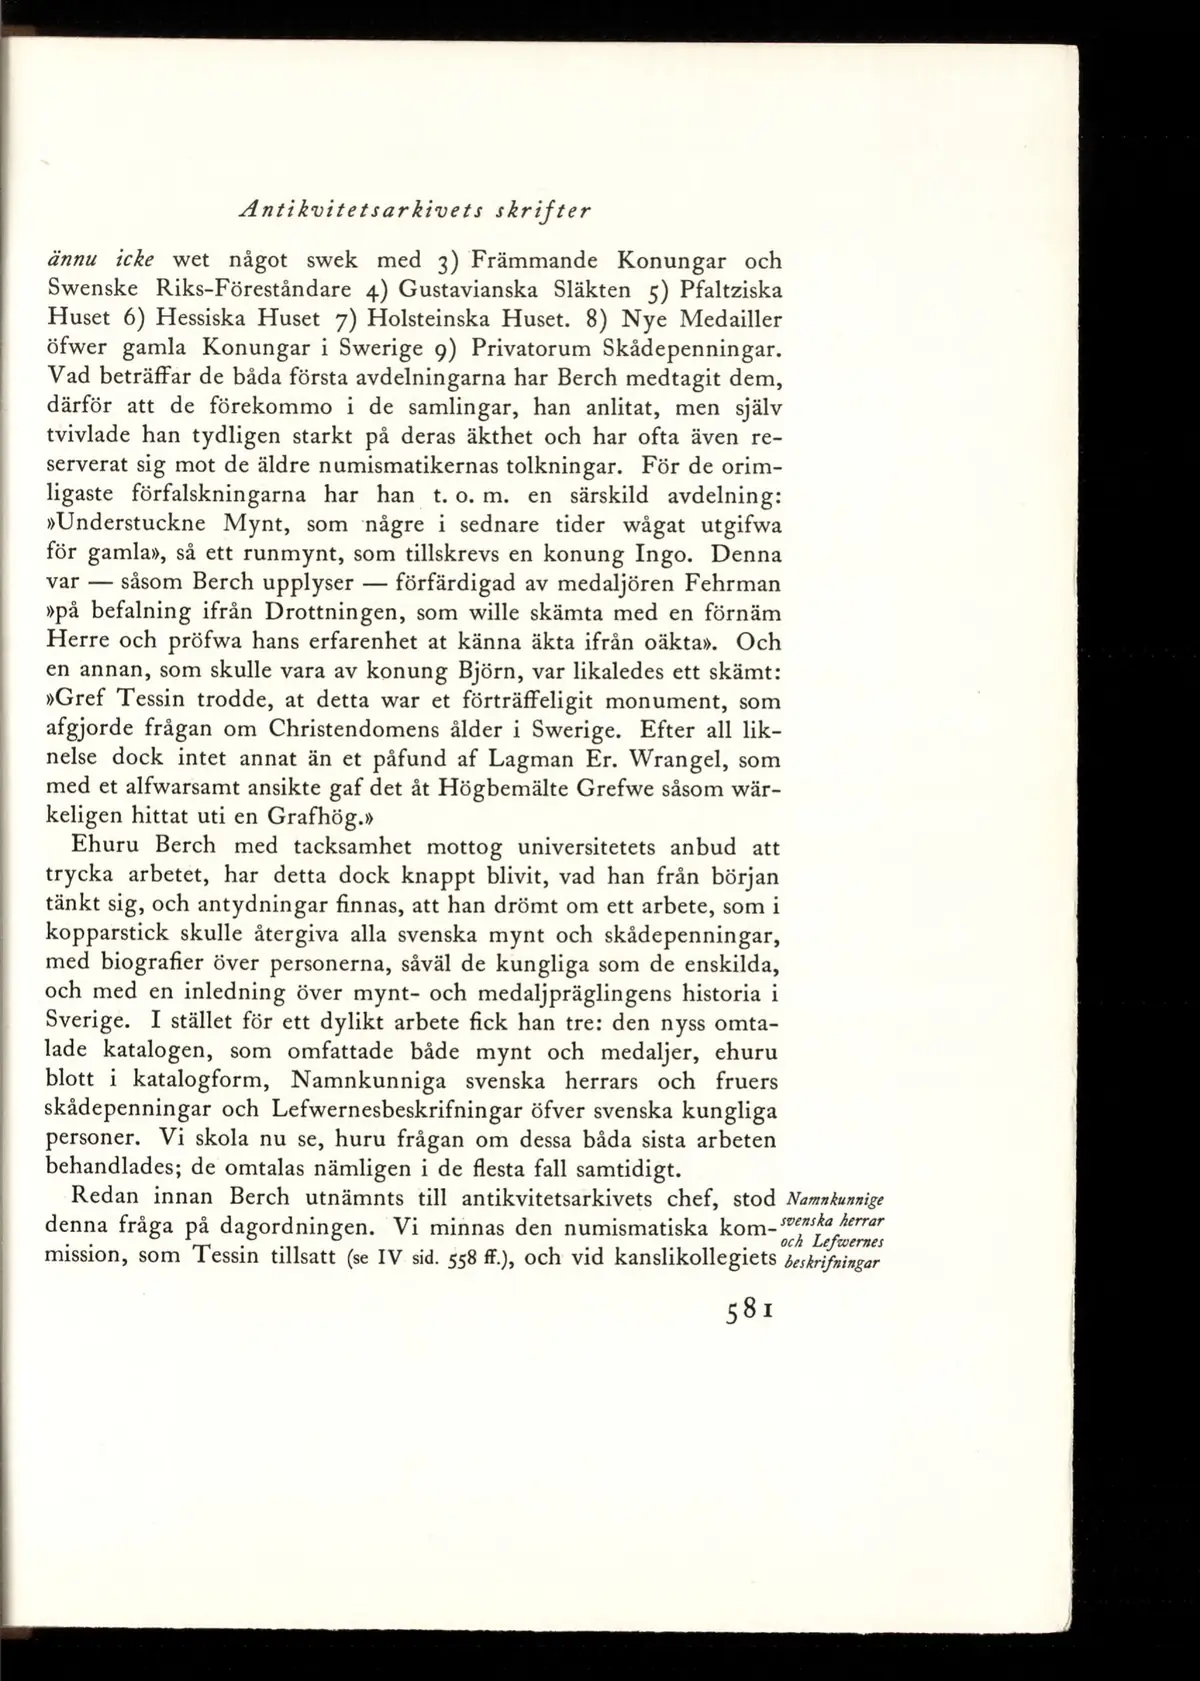 Antikvitetsarkivets skrifter
ännu icke wet något swek med 3) Främmande Konungar och
Swenske Riks-Föreståndare 4) Gustavianska Släkten 5) Pfaltziska
Huset 6) Hessiska Huset 7) Holsteinska Huset. 8) Nye Medailler
öfwer gamla Konungar i Swerige 9) Privatorum Skådepenningar.
Vad beträffar de båda första avdelningarna har Berch medtagit dem,
därför att de förekommo i de samlingar, han anlitat, men själv
tvivlade han tydligen starkt på deras äkthet och har ofta även re-
serverat sig mot de äldre numismatikernas tolkningar. För de orim-
ligaste förfalskningarna har han t. o. m. en särskild avdelning:
»Understuckne Mynt, som någre i sednare tider wågat utgifwa
för gamla», så ett runmynt, som tillskrevs en konung Ingo. Denna
var — såsom Berch upplyser — förfärdigad av medaljören Fehrman
»på befalning ifrån Drottningen, som wille skämta med en förnäm
Herre och pröfwa hans erfarenhet at känna äkta ifrån oäkta». Och
en annan, som skulle vara av konung Björn, var likaledes ett skämt:
»Gref Tessin trodde, at detta war et förträffeligit monument, som
afgjorde frågan om Christendomens ålder i Swerige. Efter all lik-
nelse dock intet annat än et påfund af Lagman Er. Wrangel, som
med et alfwarsamt ansikte gaf det åt Högbemälte Grefwe såsom wär-
keligen hittat uti en Grafhög.»
Ehuru Berch med tacksamhet mottog universitetets anbud att
trycka arbetet, har detta dock knappt blivit, vad han från början
tänkt sig, och antydningar finnas, att han drömt om ett arbete, som i
kopparstick skulle återgiva alla svenska mynt och skådepenningar,
med biografier över personerna, såväl de kungliga som de enskilda,
och med en inledning över mynt- och medaljpräglingens historia i
Sverige. I stället för ett dylikt arbete fick han tre: den nyss omta-
lade katalogen, som omfattade både mynt och medaljer, ehuru
blott i katalogform, Namnkunniga svenska herrars och fruers
skådepenningar och Lefwernesbeskrifningar öfver svenska kungliga
personer. Vi skola nu se, huru frågan om dessa båda sista arbeten
behandlades; de omtalas nämligen i de flesta fall samtidigt.
Redan innan Berch utnämnts till antikvitetsarkivets chef, stod
denna fråga på dagordningen. Vi minnas den numismatiska kom-
mission, som Tessin tillsatt (se IV sid. 558 ff.), och vid kanslikollegiets
Namnkunnige
svenska herrar
och Lefwernes
beskrifningar
581